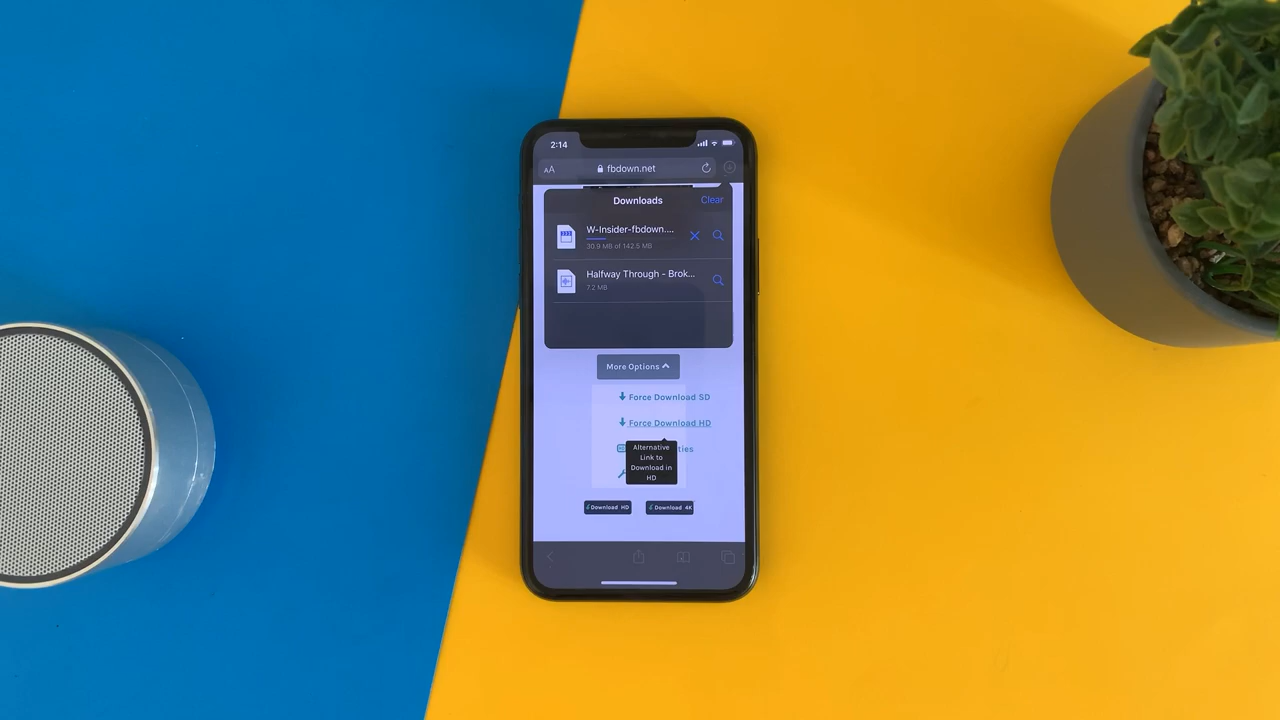 2:14
AA fbdown.net
Downloads Clear
W-Insider-fbdown....
30.9 MB of 142.5 MB
Halfway Through - Brok...
7.2 MB
More Options
Force Download SD
Force Download HD
Alternative
Link to
Download in
HD
Download HD Download 4K